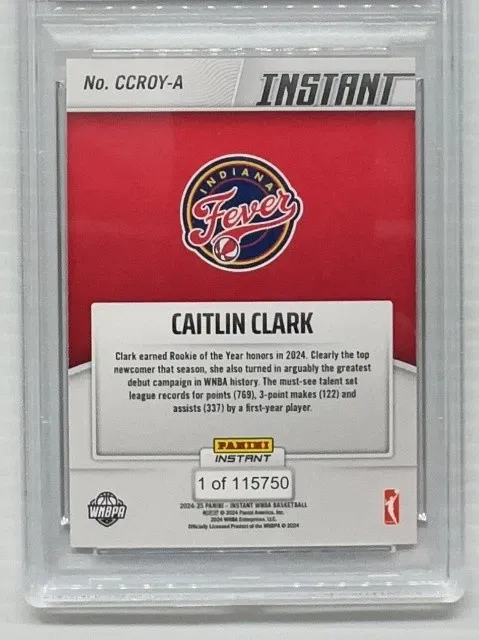 No. CCROY-A
INSTANT
INDIANA
Fever
CAITLIN CLARK
Clark earned Rookie of the Year honors in 2024. Clearly the top
newcomer that season, she also turned in arguably the greatest
debut campaign in WNBA history. The must-see talent set
league records for points (769), 3-point makes (122) and
assists (337) by a first-year player.
PANINI
INSTANT
1 of 115750
2024-25 PANINI - INSTANT WNBA BASKETBALL
© 2024 Panini America, Inc.
2024 WNBA Enterprises, LLC.
Officially Licensed Product of the WNBPA © 2024
WNBPA